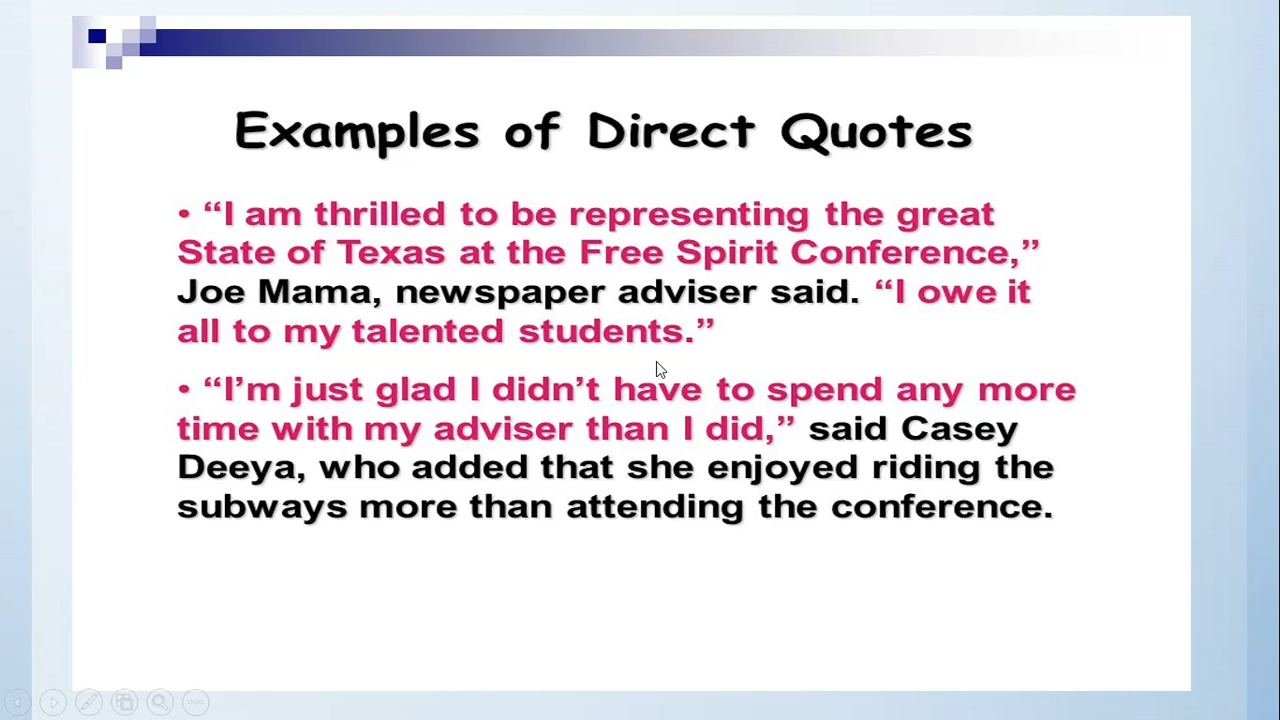 Examples of Direct Quotes
• “I am thrilled to be representing the great
State of Texas at the Free Spirit Conference,”
Joe Mama, newspaper adviser said. “I owe it
all to my talented students.”
• “I’m just glad I didn’t have to spend any more
time with my adviser than I did,” said Casey
Deeya, who added that she enjoyed riding the
subways more than attending the conference.